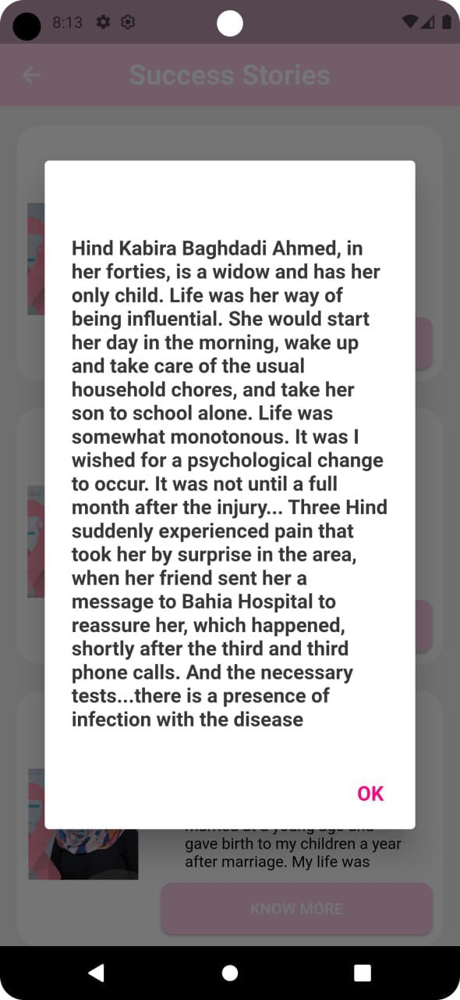 8:13
Success Stories
Hind Kabira Baghdadi Ahmed, in
her forties, is a widow and has her
only child. Life was her way of
being influential. She would start
her day in the morning, wake up
and take care of the usual
household chores, and take her
son to school alone. Life was
somewhat monotonous. It was I
wished for a psychological change
to occur. It was not until a full
month after the injury... Three Hind
suddenly experienced pain that
took her by surprise in the area,
when her friend sent her a
message to Bahia Hospital to
reassure her, which happened,
shortly after the third and third
phone calls. And the necessary
tests...there is a presence of
infection with the disease
OK
married at a young age and
gave birth to my children a year
after marriage. My life was
KNOW MORE